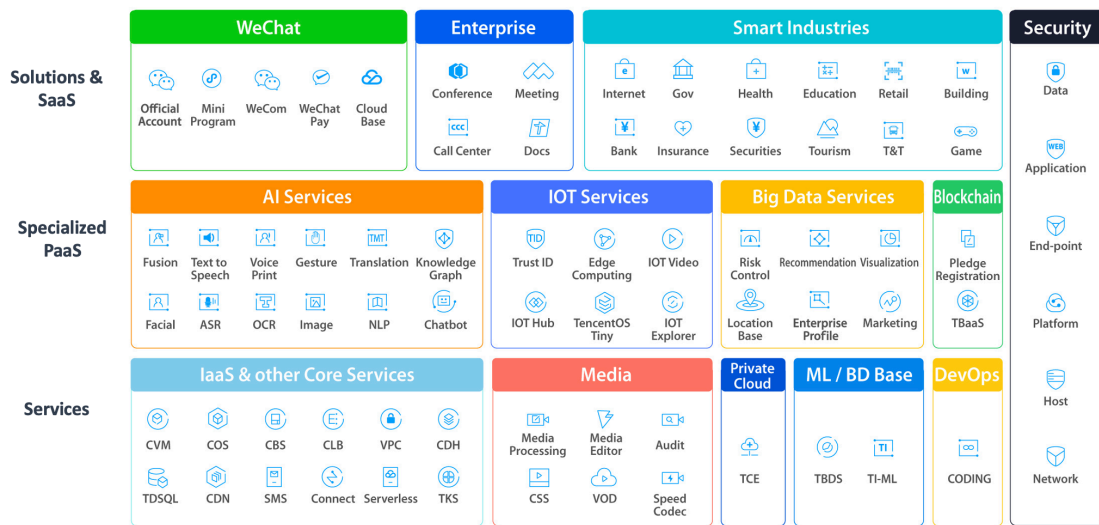 WeChat
Enterprise
Smart Industries
Security
Solutions &
SaaS
Official
Account
Mini
Program
WeCom
WeChat
Pay
Cloud
Base
Conference
Meeting
ccc
Call Center
Docs
e
Internet
Gov
Health
Education
Retail
w
Building
¥
Bank
Insurance
¥
Securities
Tourism
T&T
Game
Data
WEB
Application
End-point
Platform
Host
Network
Specialized
PaaS
AI Services
IOT Services
Big Data Services
Blockchain
Fusion
Text to
Speech
Voice
Print
Gesture
TMT
Translation
Knowledge
Graph
Facial
ASR
OCR
Image
NLP
Chatbot
TID
Trust ID
Edge
Computing
IOT Video
IOT Hub
TencentOS
Tiny
IOT
Explorer
Risk
Control
Recommendation
Visualization
Location
Base
Enterprise
Profile
Marketing
Pledge
Registration
TBaaS
Services
IaaS & other Core Services
Media
Private
Cloud
ML / BD Base
DevOps
CVM
COS
CBS
CLB
VPC
CDH
TDSQL
CDN
SMS
Connect
Serverless
TKS
Media
Processing
Media
Editor
Audit
CSS
VOD
Speed
Codec
TCE
TBDS
TI
TI-ML
CODING